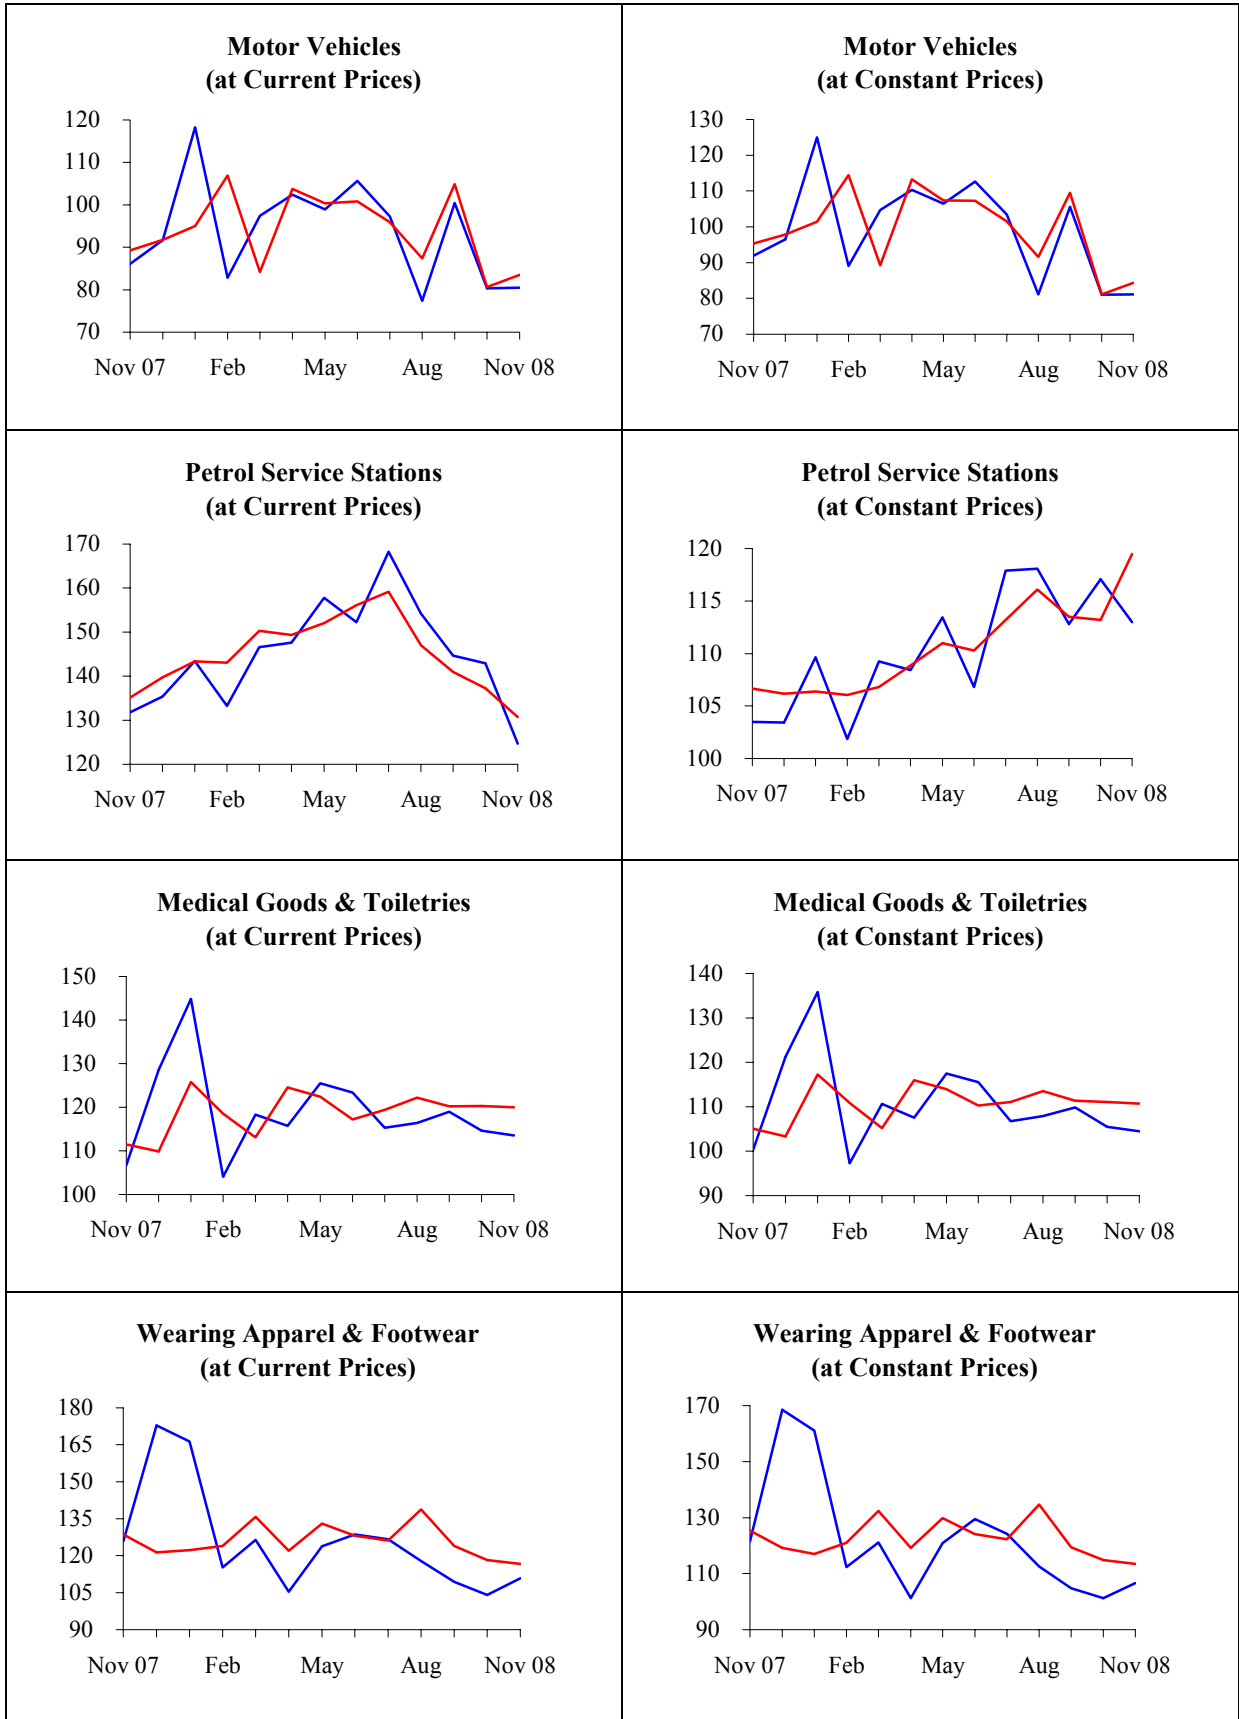 Motor Vehicles
(at Current Prices)
120
110
100
90
80
70
Nov 07 Feb May Aug Nov 08
Motor Vehicles
(at Constant Prices)
130
120
110
100
90
80
70
Nov 07 Feb May Aug Nov 08
Petrol Service Stations
(at Current Prices)
170
160
150
140
130
120
Nov 07 Feb May Aug Nov 08
Petrol Service Stations
(at Constant Prices)
120
115
110
105
100
Nov 07 Feb May Aug Nov 08
Medical Goods & Toiletries
(at Current Prices)
150
140
130
120
110
100
Nov 07 Feb May Aug Nov 08
Medical Goods & Toiletries
(at Constant Prices)
140
130
120
110
100
90
Nov 07 Feb May Aug Nov 08
Wearing Apparel & Footwear
(at Current Prices)
180
165
150
135
120
105
90
Nov 07 Feb May Aug Nov 08
Wearing Apparel & Footwear
(at Constant Prices)
170
150
130
110
90
Nov 07 Feb May Aug Nov 08